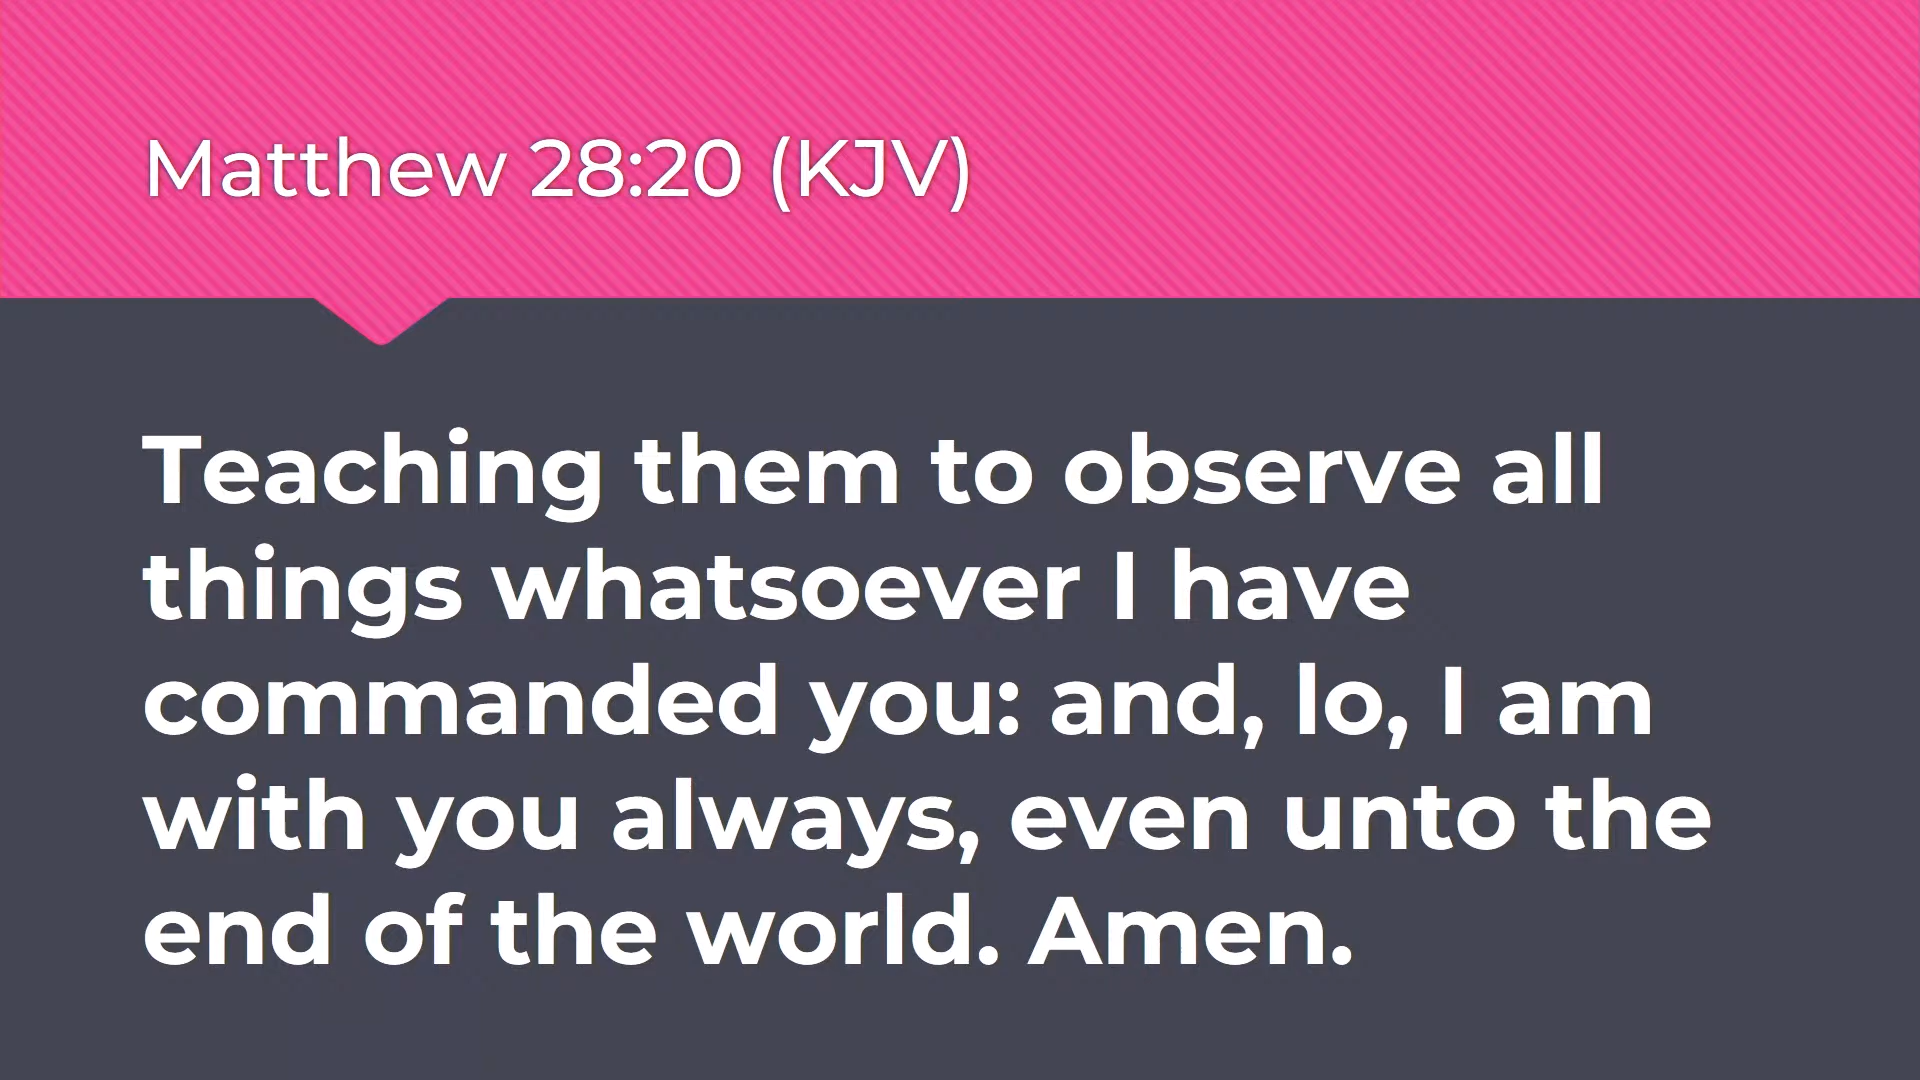 Matthew 28:20 (KJV)
Teaching them to observe all
things whatsoever I have
commanded you: and, lo, I am
with you always, even unto the
end of the world. Amen.